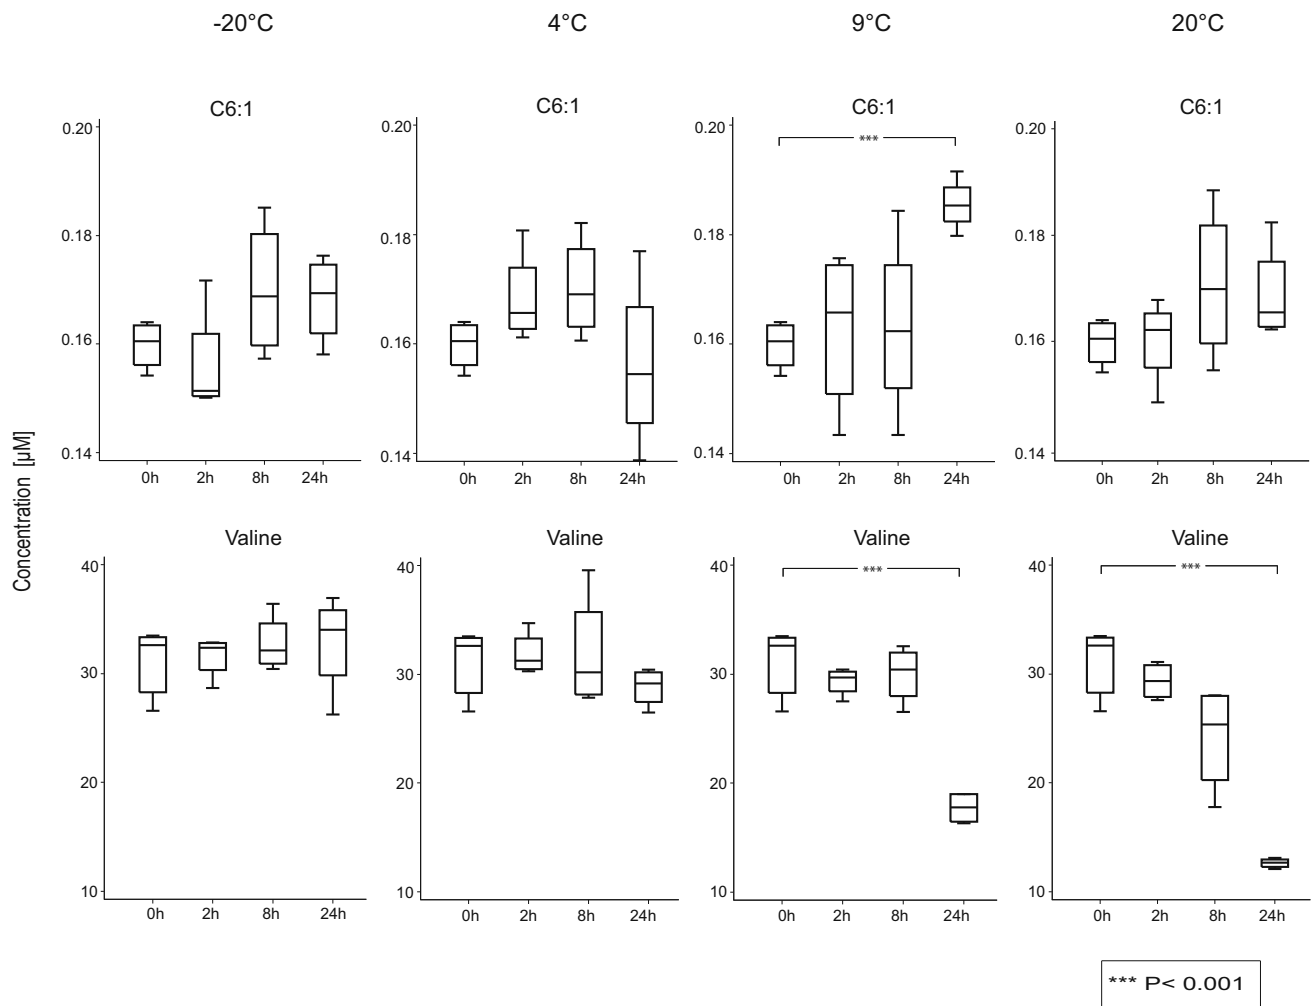 -20°C 4°C 9°C 20°C
C6:1 C6:1 C6:1 C6:1
0.20 0.20 0.20 0.20
***
0.18 0.18 0.18 0.18
0.16 0.16 0.16 0.16
0.14 0.14 0.14 0.14
0h 2h 8h 24h 0h 2h 8h 24h 0h 2h 8h 24h 0h 2h 8h 24h
Concentration [µM]
Valine Valine Valine Valine
40 40 40 40
*** ***
30 30 30 30
20 20 20 20
10 10 10 10
0h 2h 8h 24h 0h 2h 8h 24h 0h 2h 8h 24h 0h 2h 8h 24h
*** P< 0.001